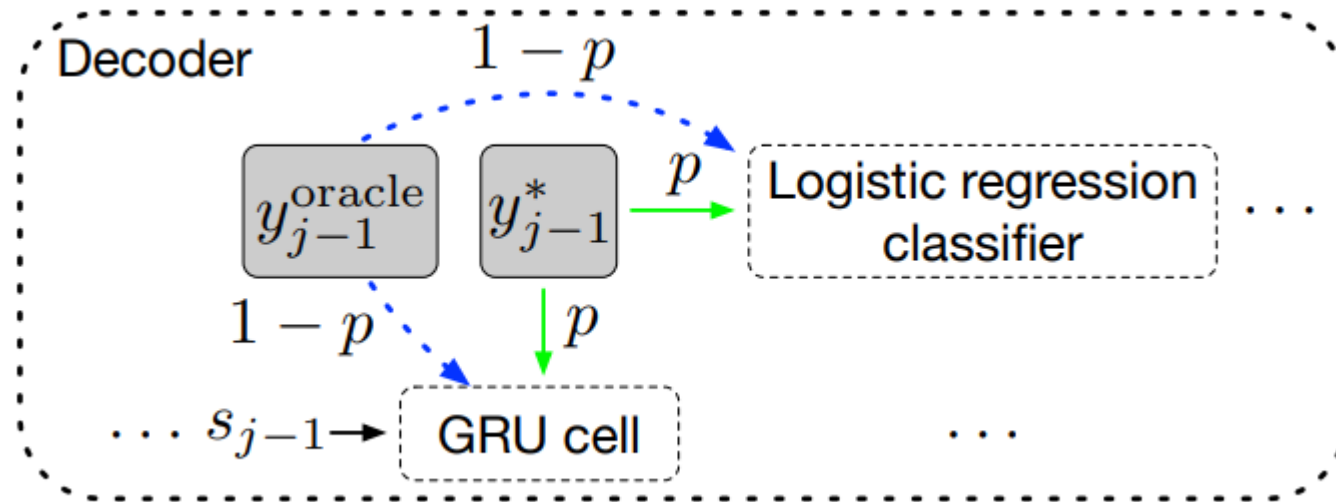 Decoder
1 − p
y_{j−1}^{oracle}
y_{j−1}^{*}
p
Logistic regression
classifier
· · ·
1 − p
p
· · · s_{j−1}
GRU cell
· · ·